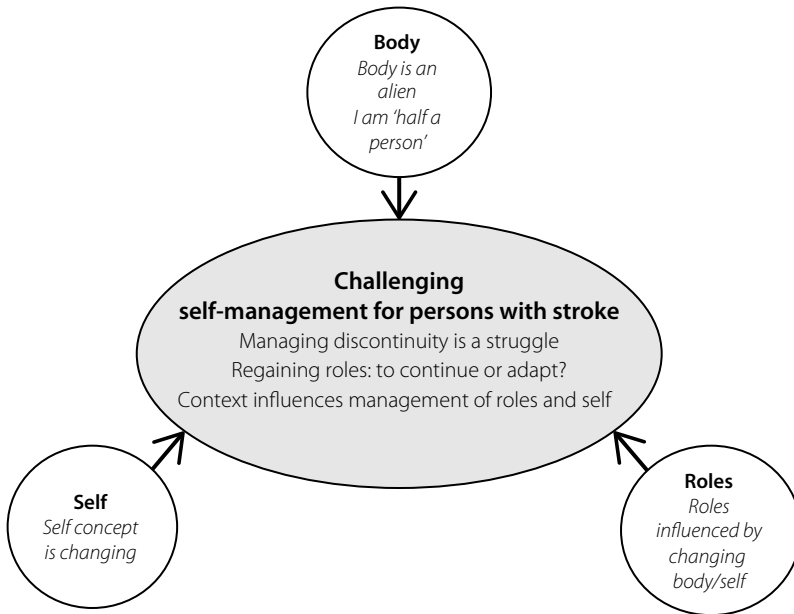 Body
Body is an
alien
I am ‘half a
person’
Challenging
self-management for persons with stroke
Managing discontinuity is a struggle
Regaining roles: to continue or adapt?
Context influences management of roles and self
Self
Self concept
is changing
Roles
Roles
influenced by
changing
body/self